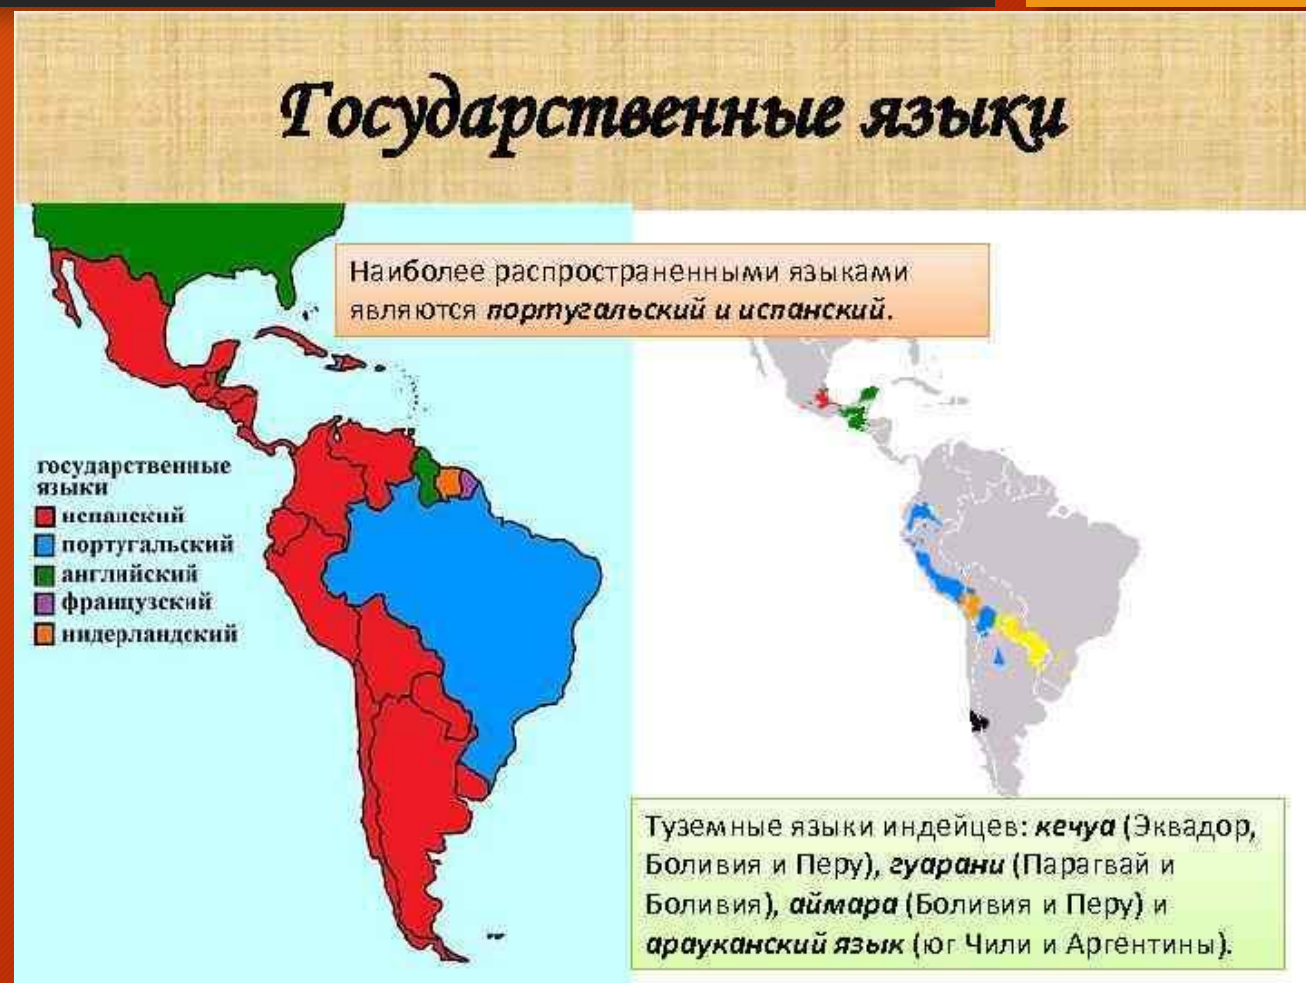 Государственные языки
Наиболее распространенными языками
являются португальский и испанский.
государственные
языки
испанский
португальский
английский
французский
нидерландский
Туземные языки индейцев: кечуа (Эквадор,
Боливия и Перу), гуарани (Парагвай и
Боливия), аймара (Боливия и Перу) и
арауканский язык (юг Чили и Аргентины).